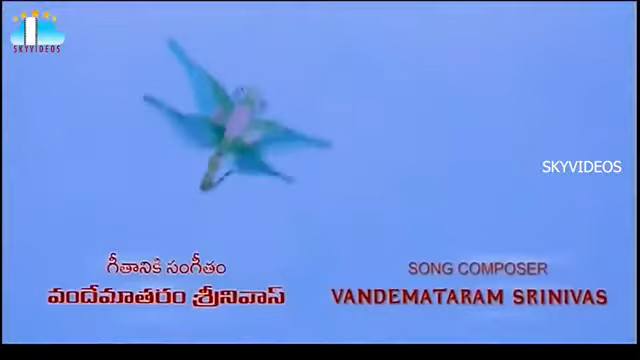 SKYVIDEOS
SKYVIDEOS
గీతానికి సంగీతం
వందేమాతరం శ్రీనివాస్
SONG COMPOSER
VANDEMATARAM SRINIVAS